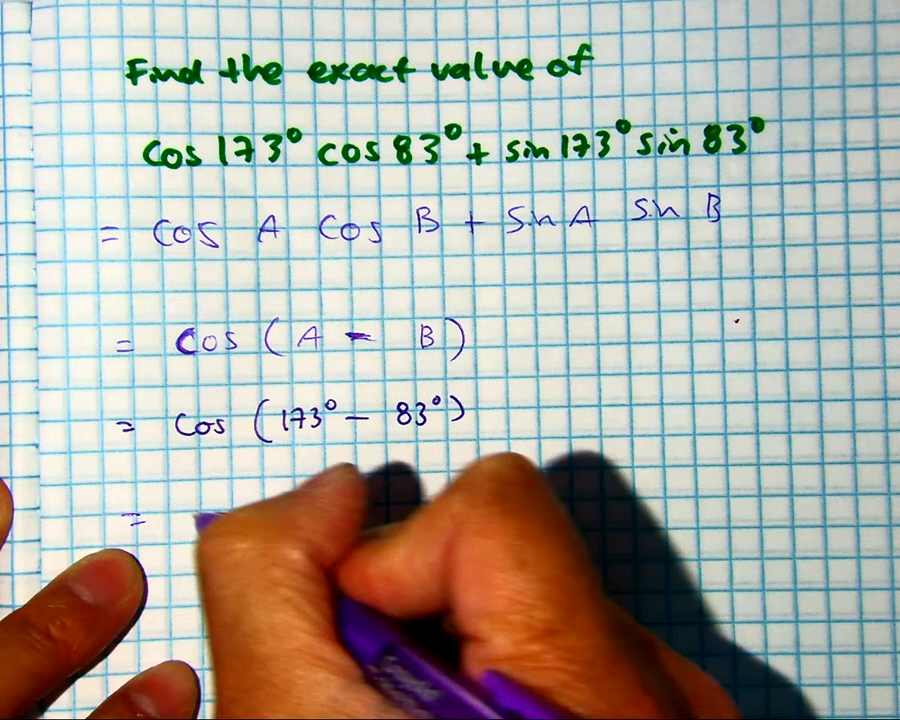 Find the exact value of
cos 173° cos 83° + sin 173° sin 83°
= cos A cos B + sin A sin B
= cos (A - B)
= cos (173° - 83°)
=